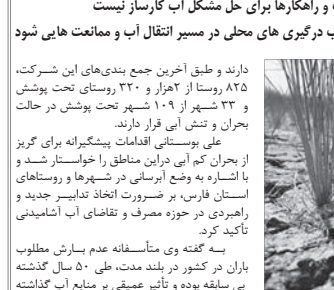 و راهکارها برای حل مشکل آب کارساز نیست
ب درگیری های محلی در مسیر انتقال آب و ممانعت هایی شود
دارند و طبق آخرین جمع بندی‌های این شرکت،
۸۲۵ روستا از ۲هزار و ۳۲۰ روستای تحت پوشش
و ۳۳ شهر از ۱۰۹ شهر تحت پوشش در حالت
بحران و تنش آبی قرار دارند.
علی بوستانی اقدامات پیشگیرانه برای گریز
از بحران کم آبی دراین مناطق را خواستار شد و
با اشاره به وضع آبرسانی در شهرها و روستاهای
استان فارس، بر ضرورت اتخاذ تدابیر جدید و
راهبردی در حوزه مصرف و تقاضای آب آشامیدنی
تأکید کرد.
به گفته وی متأسفانه عدم بارش مطلوب
باران در کشور در بلند مدت، طی ۵۰ سال گذشته
بی سابقه بوده و تأثیر عمیقی بر منابع آب گذاشته